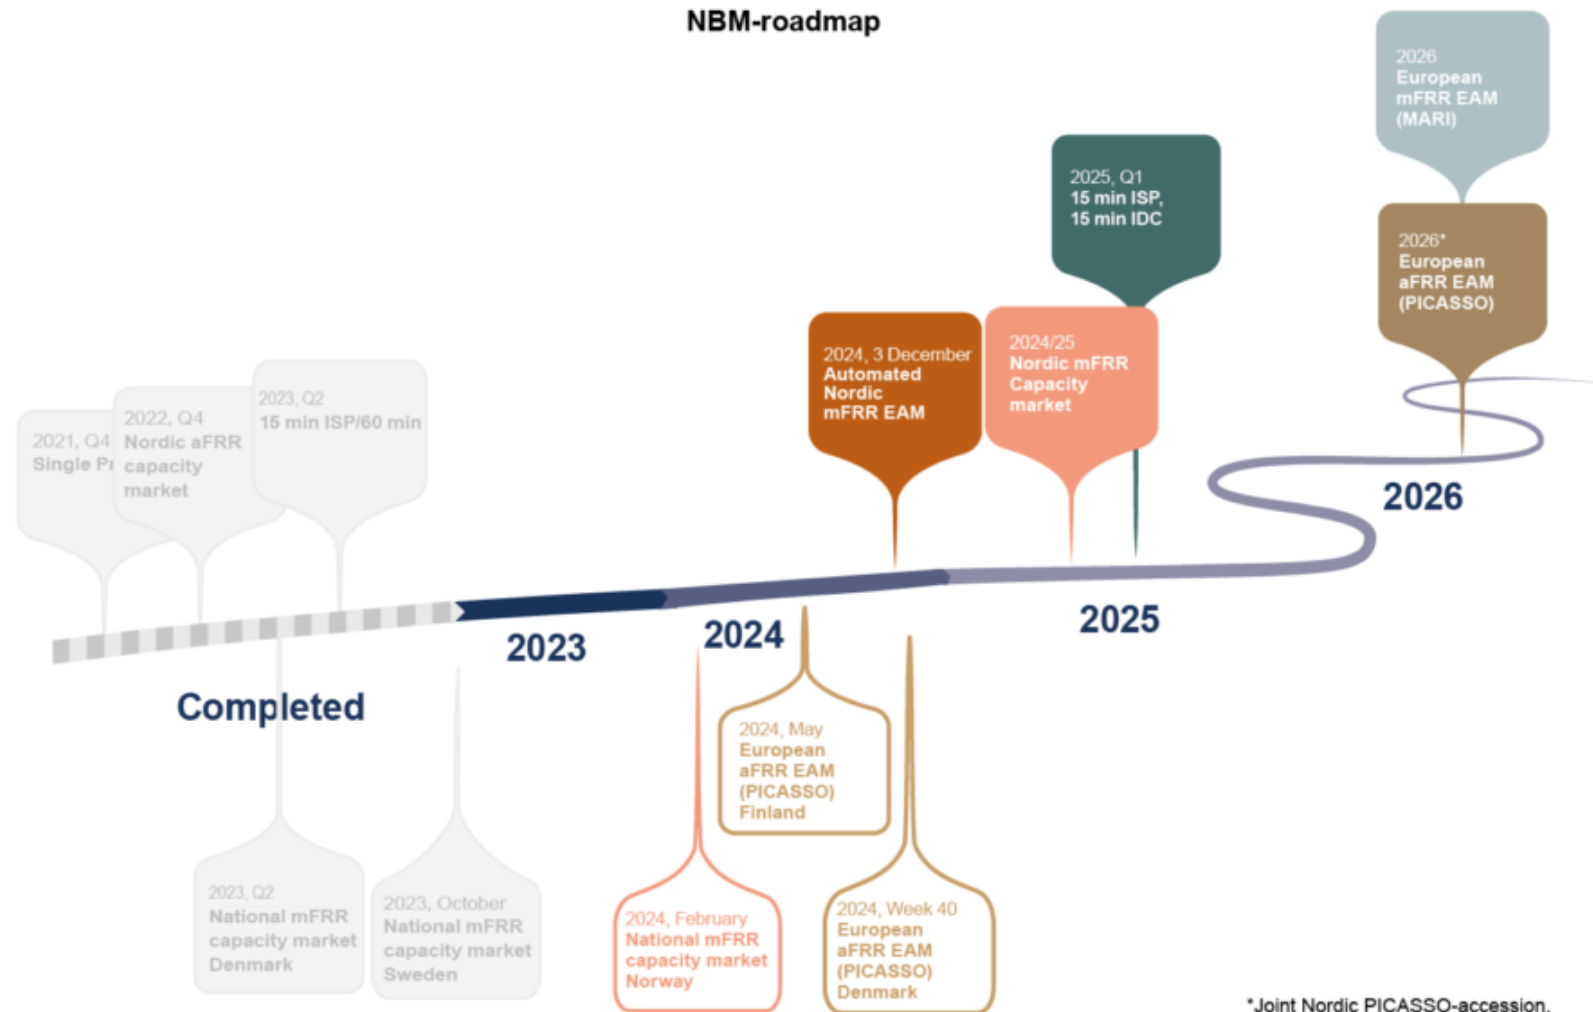 NBM-roadmap
2021, Q4
Single
2022, Q4
Nordic aFRR
capacity
market
2023, Q2
15 min ISP/60 min
2024, 3 December
Automated
Nordic
mFRR EAM
2024/25
Nordic mFRR
Capacity
market
2025, Q1
15 min ISP,
15 min IDC
2026
European
mFRR EAM
(MARI)
2026*
European
aFRR EAM
(PICASSO)
Completed
2023
2024
2025
2026
2023, Q2
National mFRR
capacity market
Denmark
2023, October
National mFRR
capacity market
Sweden
2024, February
National mFRR
capacity market
Norway
2024, May
European
aFRR EAM
(PICASSO)
Finland
2024, Week 40
European
aFRR EAM
(PICASSO)
Denmark
*Joint Nordic PICASSO-accession.